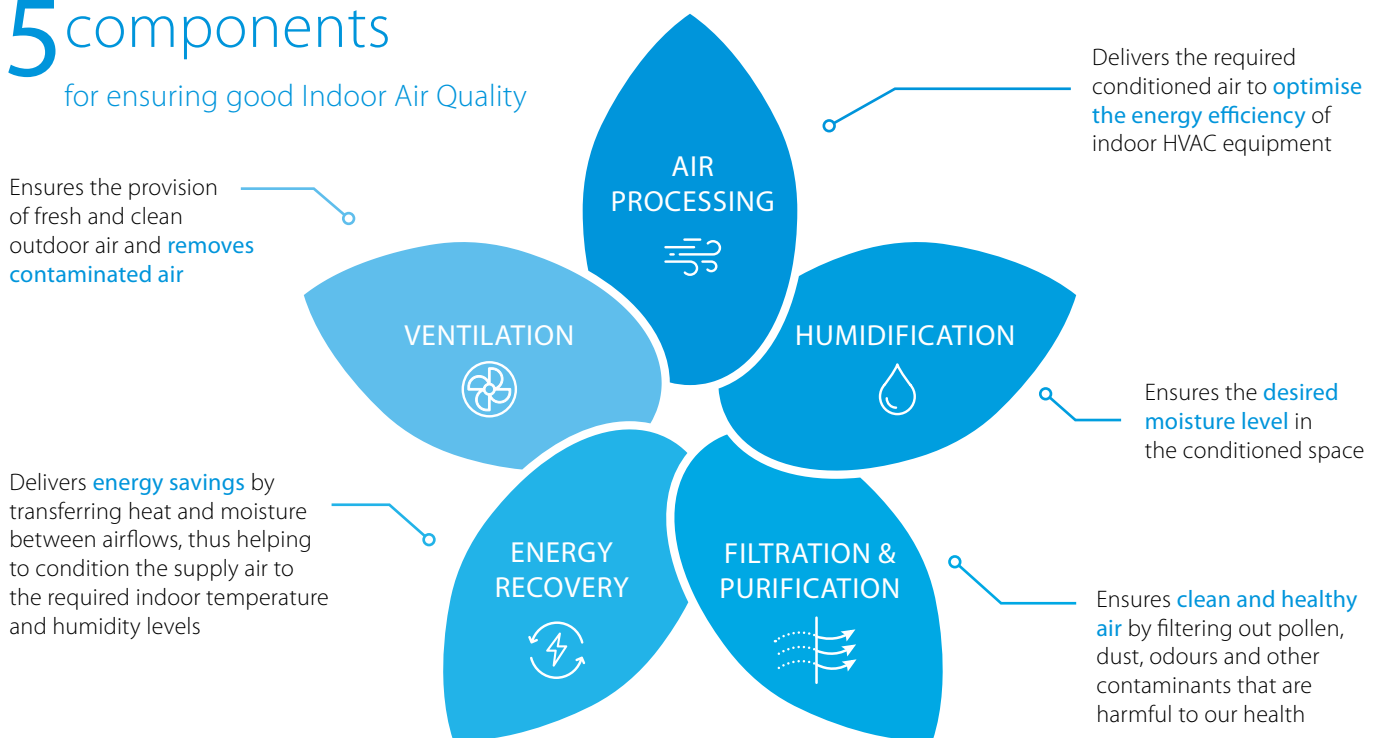 5 components
for ensuring good Indoor Air Quality
AIR
PROCESSING
Delivers the required
conditioned air to optimise
the energy efficiency of
indoor HVAC equipment
HUMIDIFICATION
Ensures the desired
moisture level in
the conditioned space
FILTRATION &
PURIFICATION
Ensures clean and healthy
air by filtering out pollen,
dust, odours and other
contaminants that are
harmful to our health
ENERGY
RECOVERY
Delivers energy savings by
transferring heat and moisture
between airflows, thus helping
to condition the supply air to
the required indoor temperature
and humidity levels
VENTILATION
Ensures the provision
of fresh and clean
outdoor air and removes
contaminated air